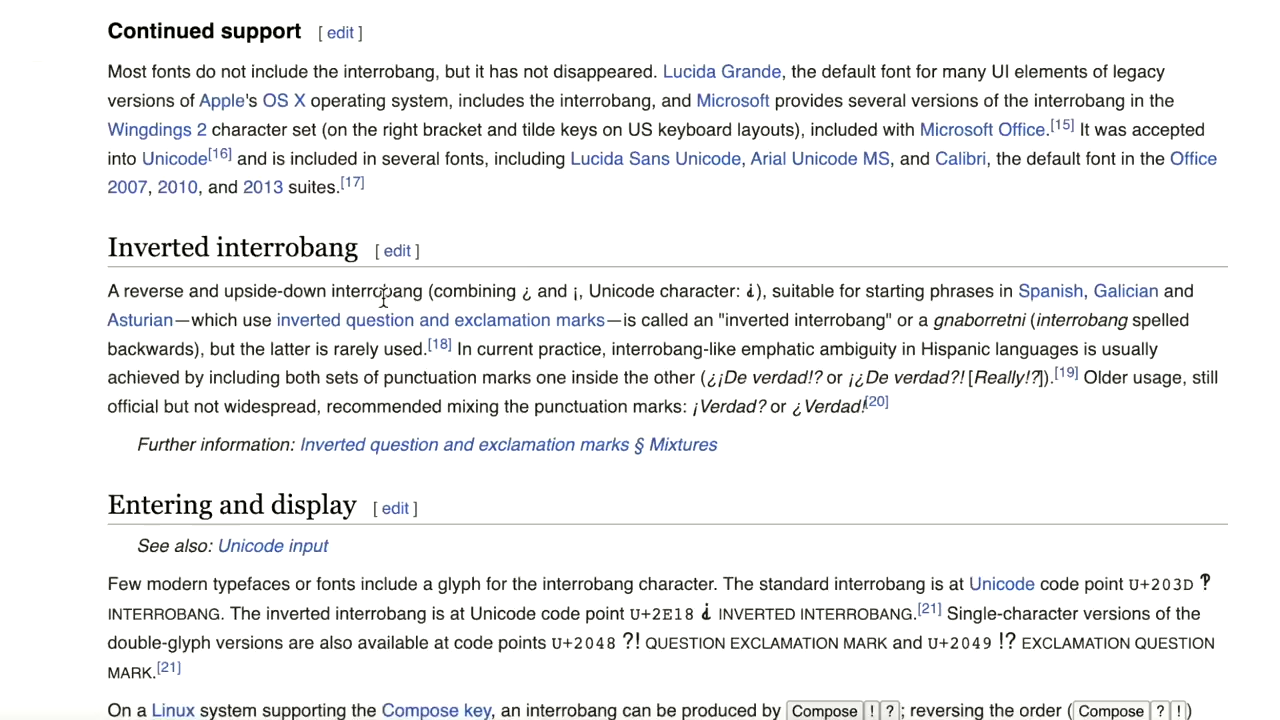 Continued support [ edit ]
Most fonts do not include the interrobang, but it has not disappeared. Lucida Grande, the default font for many UI elements of legacy
versions of Apple's OS X operating system, includes the interrobang, and Microsoft provides several versions of the interrobang in the
Wingdings 2 character set (on the right bracket and tilde keys on US keyboard layouts), included with Microsoft Office.[15] It was accepted
into Unicode[16] and is included in several fonts, including Lucida Sans Unicode, Arial Unicode MS, and Calibri, the default font in the Office
2007, 2010, and 2013 suites.[17]
Inverted interrobang [ edit ]
A reverse and upside-down interrobang (combining ¿ and ¡, Unicode character: ⸘), suitable for starting phrases in Spanish, Galician and
Asturian—which use inverted question and exclamation marks—is called an "inverted interrobang" or a gnaborretni (interrobang spelled
backwards), but the latter is rarely used.[18] In current practice, interrobang-like emphatic ambiguity in Hispanic languages is usually
achieved by including both sets of punctuation marks one inside the other (¿¡De verdad!? or ¡¿De verdad?! [Really!?]).[19] Older usage, still
official but not widespread, recommended mixing the punctuation marks: ¡Verdad? or ¿Verdad![20]
Further information: Inverted question and exclamation marks § Mixtures
Entering and display [ edit ]
See also: Unicode input
Few modern typefaces or fonts include a glyph for the interrobang character. The standard interrobang is at Unicode code point U+203D ‽
INTERROBANG. The inverted interrobang is at Unicode code point U+2E18 ⸘ INVERTED INTERROBANG.[21] Single-character versions of the
double-glyph versions are also available at code points U+2048 ⁈ QUESTION EXCLAMATION MARK and U+2049 ⁉ EXCLAMATION QUESTION
MARK.[21]
On a Linux system supporting the Compose key, an interrobang can be produced by Compose ! ? ; reversing the order ( Compose ? ! )